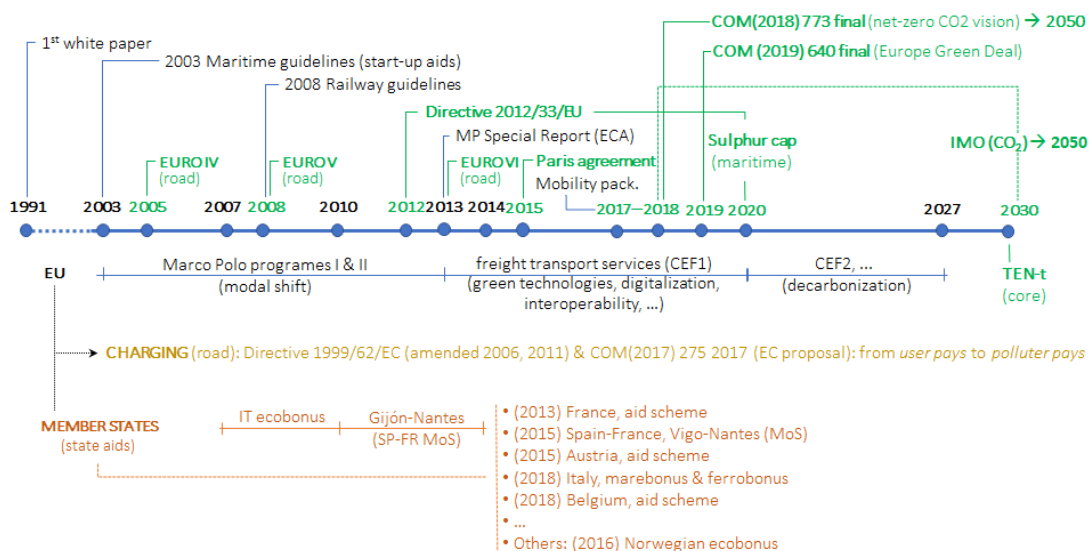 COM(2018) 773 final (net-zero CO2 vision) → 2050
1st white paper
COM (2019) 640 final (Europe Green Deal)
2003 Maritime guidelines (start-up aids)
2008 Railway guidelines
Directive 2012/33/EU
MP Special Report (ECA)
Sulphur cap
(maritime)
IMO (CO2) → 2050
EURO IV
(road)
EURO V
(road)
EURO VI
(road)
Paris agreement
Mobility pack.
1991 2003 2005 2007 2008 2010 2012 2013 2014 2015 2017—2018 2019 2020 2027 2030
EU
Marco Polo programes I & II
(modal shift)
freight transport services (CEF1)
(green technologies, digitalization,
interoperability, ...)
CEF2, ...
(decarbonization)
TEN-t
(core)
CHARGING (road): Directive 1999/62/EC (amended 2006, 2011) & COM(2017) 275 2017 (EC proposal): from user pays to polluter pays
MEMBER STATES
(state aids)
IT ecobonus
Gijón-Nantes
(SP-FR MoS)
• (2013) France, aid scheme
• (2015) Spain-France, Vigo-Nantes (MoS)
• (2015) Austria, aid scheme
• (2018) Italy, marebonus & ferrobonus
• (2018) Belgium, aid scheme
• ...
• Others: (2016) Norwegian ecobonus